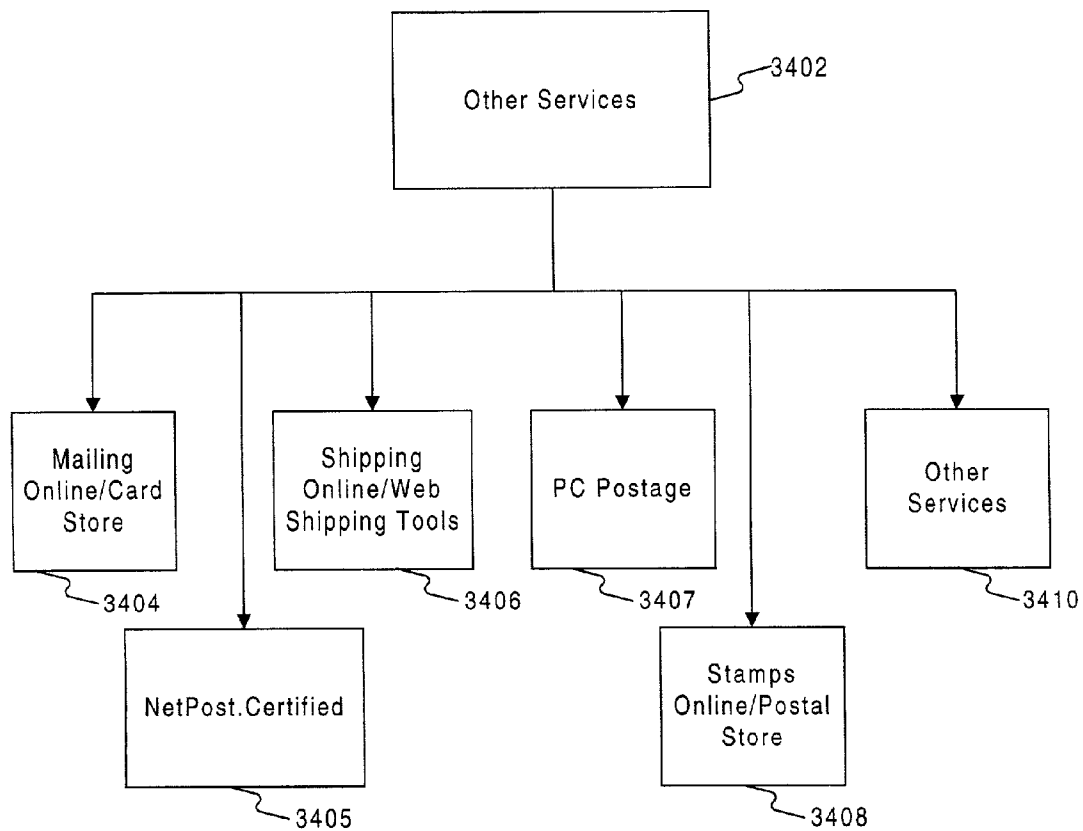 Other Services
3402
Mailing
Online/Card
Store
3404
Shipping
Online/Web
Shipping Tools
3406
PC Postage
3407
Other
Services
3410
NetPost.Certified
3405
Stamps
Online/Postal
Store
3408